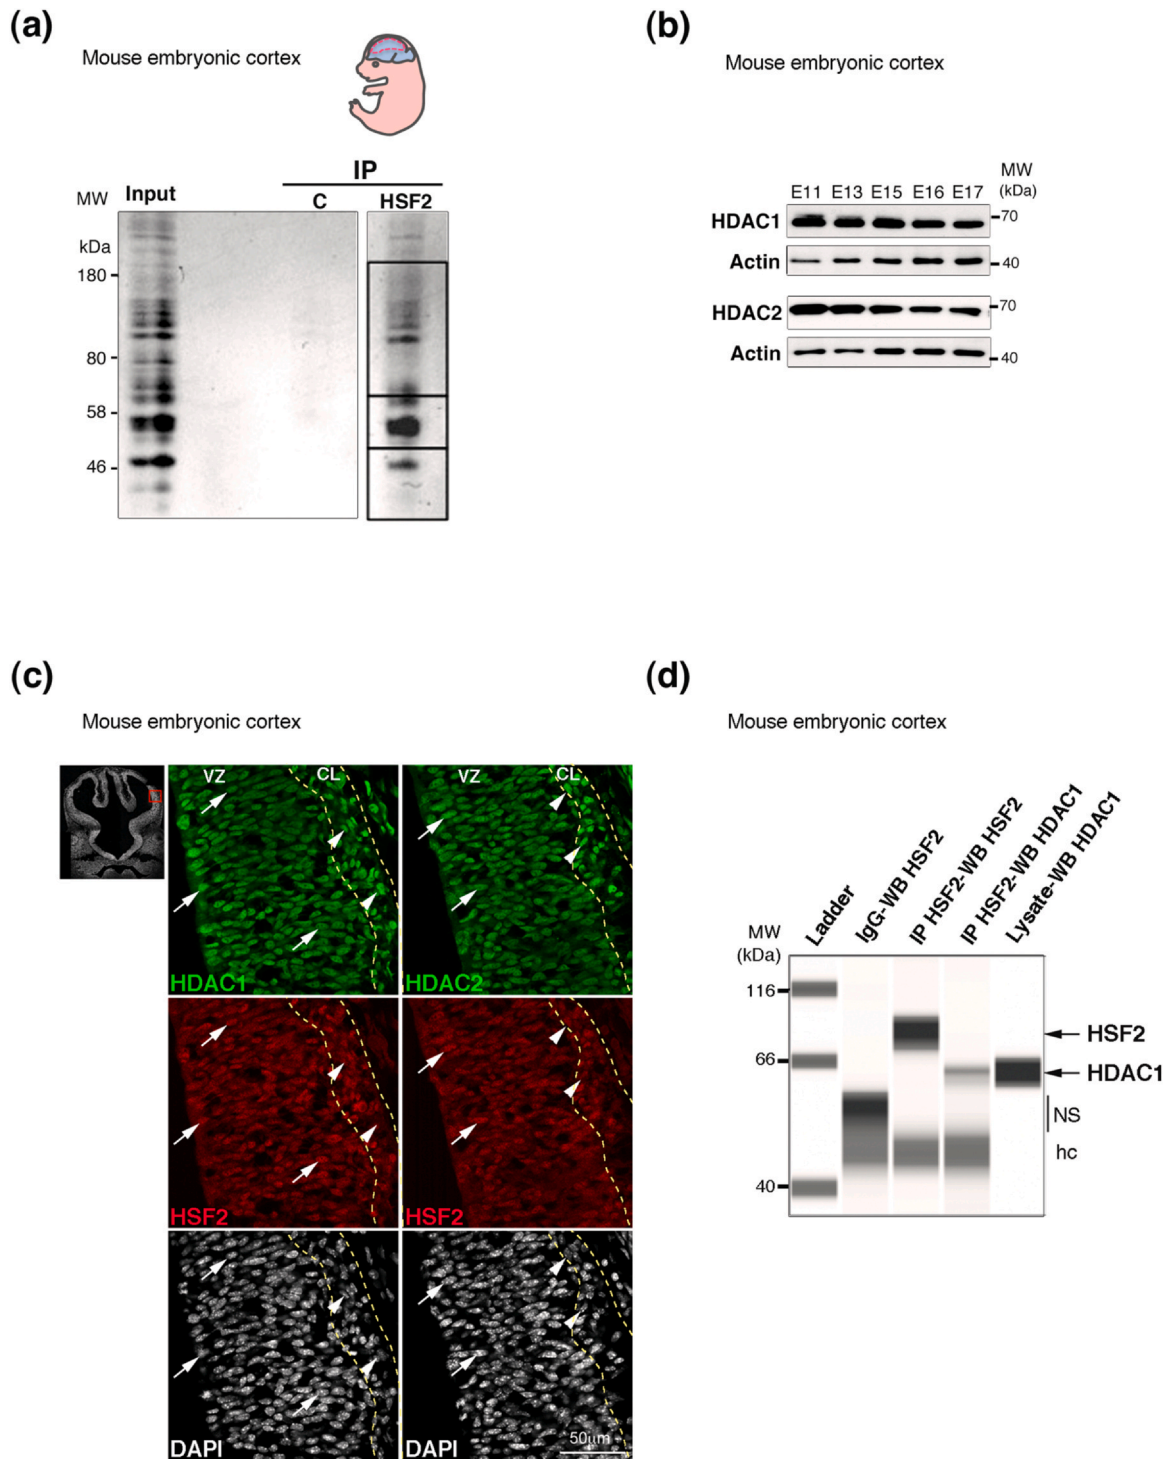 (a)
Mouse embryonic cortex
IP
MW
Input
C
HSF2
kDa
180
80
58
46
(b)
Mouse embryonic cortex
MW
(kDa)
E11 E13 E15 E16 E17
HDAC1
70
Actin
40
HDAC2
70
Actin
40
(c)
Mouse embryonic cortex
VZ CL VZ CL
HDAC1 HDAC2
HSF2 HSF2
DAPI DAPI
50µm
(d)
Mouse embryonic cortex
Ladder
IgG-WB HSF2
IP HSF2-WB HSF2
IP HSF2-WB HDAC1
Lysate-WB HDAC1
MW
(kDa)
116
HSF2
66
HDAC1
NS
hc
40